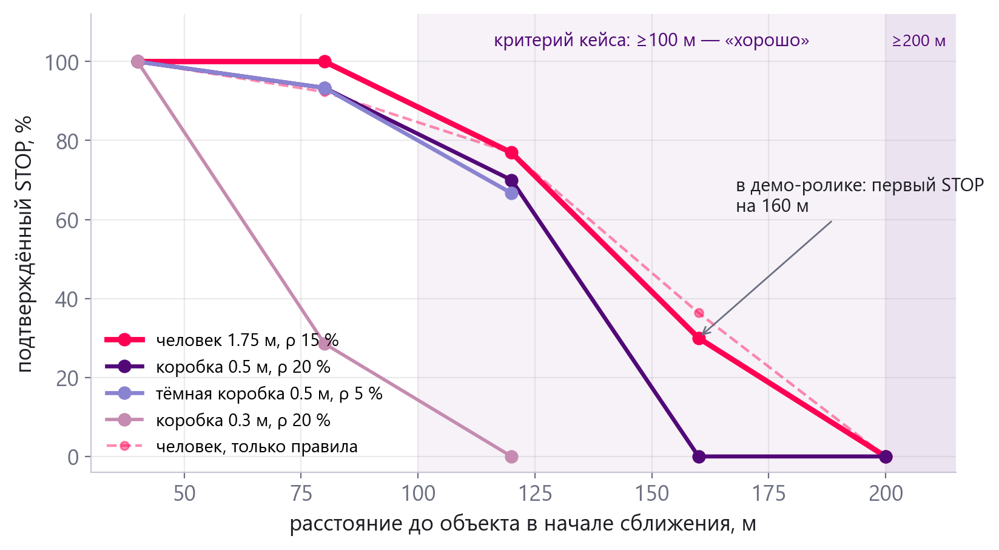 критерий кейса: ≥100 м — «хорошо»
≥200 м
100
80
60
40
20
0
подтверждённый STOP, %
в демо-ролике: первый STOP
на 160 м
человек 1.75 м, ρ 15 %
коробка 0.5 м, ρ 20 %
тёмная коробка 0.5 м, ρ 5 %
коробка 0.3 м, ρ 20 %
человек, только правила
50
75
100
125
150
175
200
расстояние до объекта в начале сближения, м